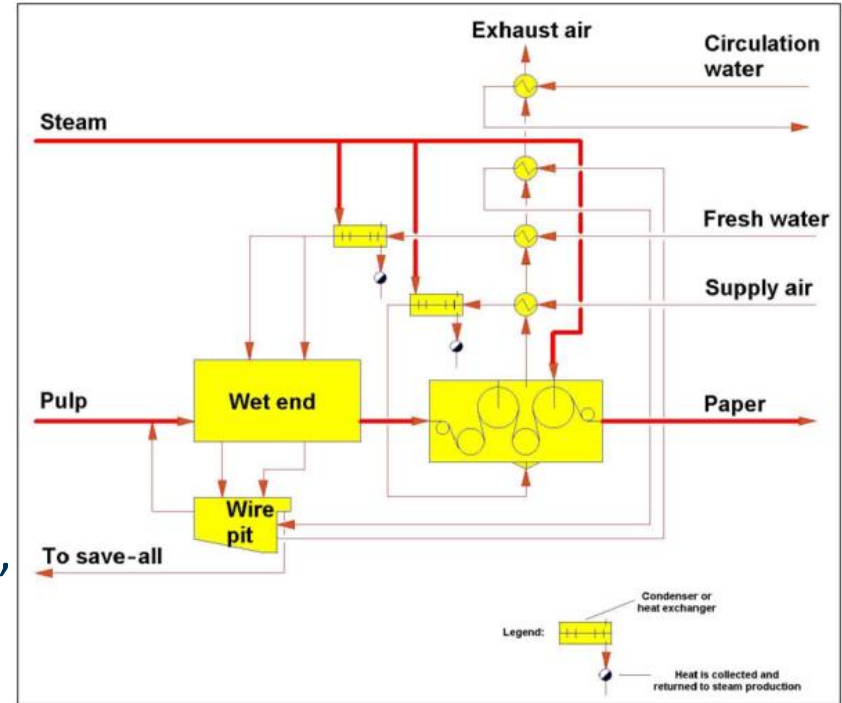 Exhaust air
Circulation
water
Steam
Fresh water
Supply air
Pulp
Wet end
Paper
Wire
pit
To save-all
,
Condenser or
heat exchanger
Legend:
Heat is collected and
returned to steam production